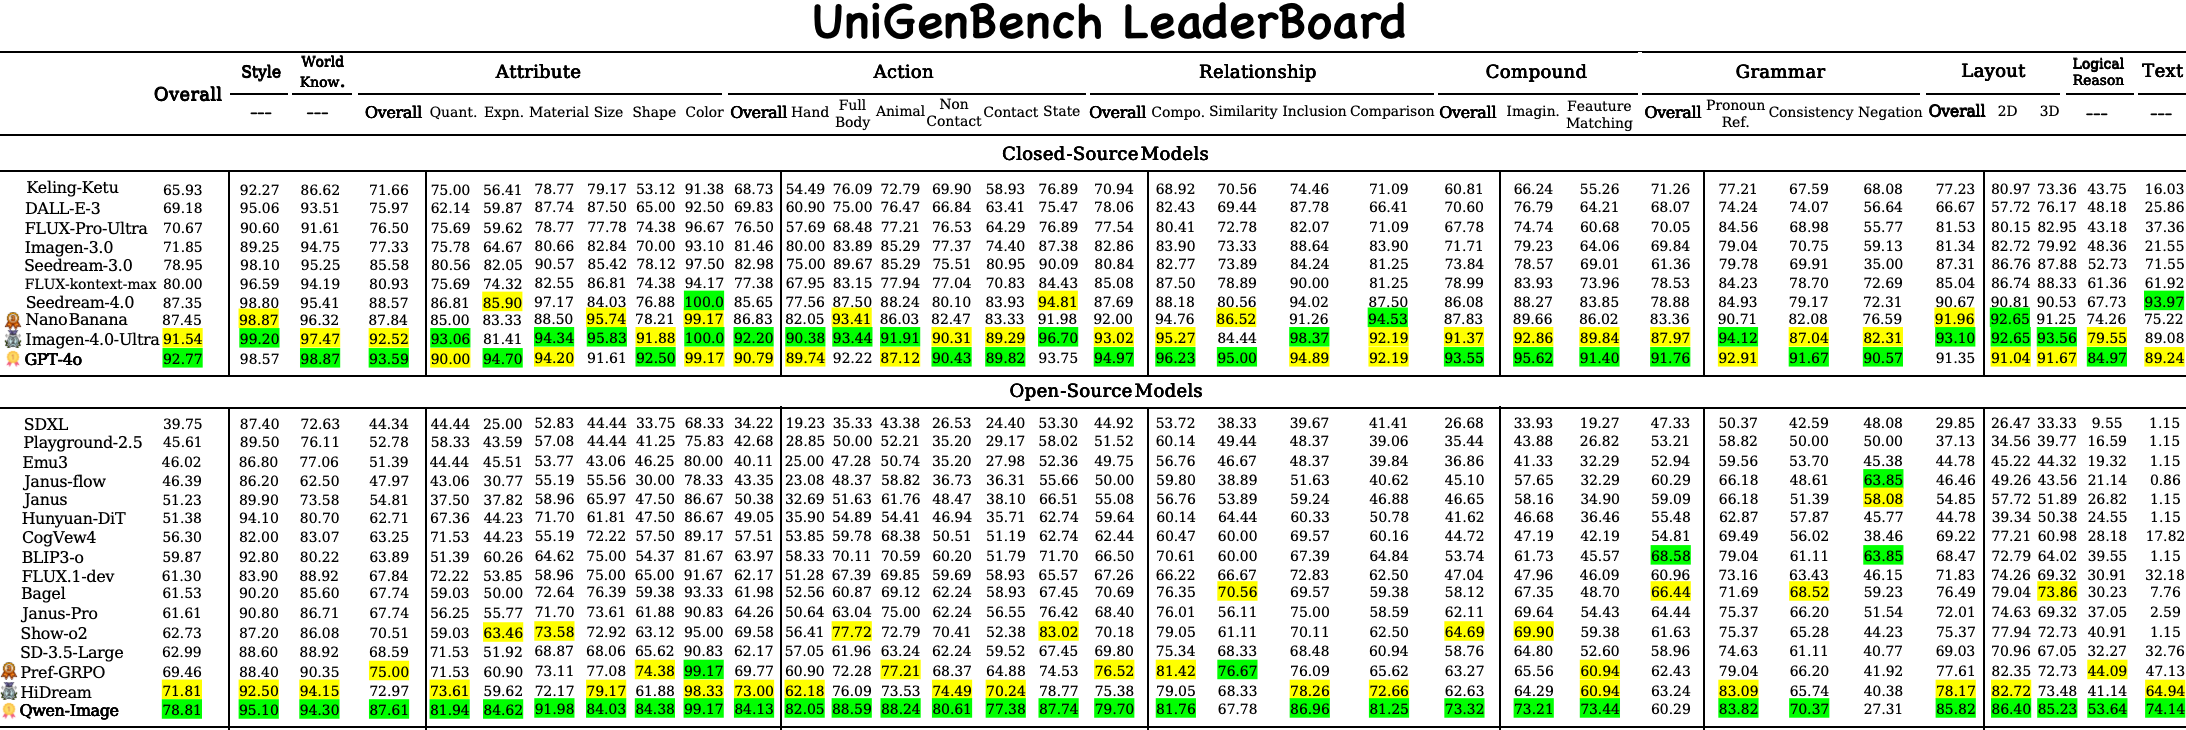 UniGenBench LeaderBoard
Overall Style World Know. Attribute Action Relationship Compound Grammar Layout Logical Reason Text
--- --- Overall Quant. Expn. Material Size Shape Color Overall Hand Full Body Animal Non Contact Contact State Overall Compo. Similarity Inclusion Comparison Overall Imagin. Feauture Matching Overall Pronoun Ref. Consistency Negation Overall 2D 3D --- ---
Closed-Source Models
Keling-Ketu 65.93 92.27 86.62 71.66 75.00 56.41 78.77 79.17 53.12 91.38 68.73 54.49 76.09 72.79 69.90 58.93 76.89 70.94 68.92 70.56 74.46 71.09 60.81 66.24 55.26 71.26 77.21 67.59 68.08 77.23 80.97 73.36 43.75 16.03
DALL-E-3 69.18 95.06 93.51 75.97 62.14 59.87 87.74 87.50 65.00 92.50 69.83 60.90 75.00 76.47 66.84 63.41 75.47 78.06 82.43 69.44 87.78 66.41 70.60 76.79 64.21 68.07 74.24 74.07 56.64 66.67 57.72 76.17 48.18 25.86
FLUX-Pro-Ultra 70.67 90.60 91.61 76.50 75.69 59.62 78.77 77.78 74.38 96.67 76.50 57.69 68.48 77.21 76.53 64.29 76.89 77.54 80.41 72.78 82.07 71.09 67.78 74.74 60.68 70.05 84.56 68.98 55.77 81.53 80.15 82.95 43.18 37.36
Imagen-3.0 71.85 89.25 94.75 77.33 75.78 64.67 80.66 82.84 70.00 93.10 81.46 80.00 83.89 85.29 77.37 74.40 87.38 82.86 83.90 73.33 88.64 83.90 71.71 79.23 64.06 69.84 79.04 70.75 59.13 81.34 82.72 79.92 48.36 21.55
Seedream-3.0 78.95 98.10 95.25 85.58 80.56 82.05 90.57 85.42 78.12 97.50 82.98 75.00 89.67 85.29 75.51 80.95 90.09 80.84 82.77 73.89 84.24 81.25 73.84 78.57 69.01 61.36 79.78 69.91 35.00 87.31 86.76 87.88 52.73 71.55
FLUX-kontext-max 80.00 96.59 94.19 80.93 75.69 74.32 82.55 86.81 74.38 94.17 77.38 67.95 83.15 77.94 77.04 70.83 84.43 85.08 87.50 78.89 90.00 81.25 78.99 83.93 73.96 78.53 84.23 78.70 72.69 85.04 86.74 88.33 61.36 61.92
Seedream-4.0 87.35 98.80 95.41 88.57 86.81 85.90 97.17 84.03 76.88 100.0 85.65 77.56 87.50 88.24 80.10 83.93 94.81 87.69 88.18 80.56 94.02 87.50 86.08 88.27 83.85 78.88 84.93 79.17 72.31 90.67 90.81 90.53 67.73 93.97
Nano Banana 87.45 98.87 96.32 87.84 85.00 83.33 88.50 95.74 78.21 99.17 86.83 82.05 93.41 86.03 82.47 83.33 91.98 92.00 94.76 86.52 91.26 94.53 87.83 89.66 86.02 83.36 90.71 82.08 76.59 91.96 92.65 91.25 74.26 75.22
Imagen-4.0-Ultra 91.54 99.20 97.47 92.52 93.06 81.41 94.34 95.83 91.88 100.0 92.20 90.38 93.44 91.91 90.31 89.29 96.70 93.02 95.27 84.44 98.37 92.19 91.37 92.86 89.84 87.97 94.12 87.04 82.31 93.10 92.65 93.56 79.55 89.08
GPT-4o 92.77 98.57 98.87 93.59 90.00 94.70 94.20 91.61 92.50 99.17 90.79 89.74 92.22 87.12 90.43 89.82 93.75 94.97 96.23 95.00 94.89 92.19 93.55 95.62 91.40 91.76 92.91 91.67 90.57 91.35 91.04 91.67 84.97 89.24
Open-Source Models
SDXL 39.75 87.40 72.63 44.34 44.44 25.00 52.83 44.44 33.75 68.33 34.22 19.23 35.33 43.38 26.53 24.40 53.30 44.92 53.72 38.33 39.67 41.41 26.68 33.93 19.27 47.33 50.37 42.59 48.08 29.85 26.47 33.33 9.55 1.15
Playground-2.5 45.61 89.50 76.11 52.78 58.33 43.59 57.08 44.44 41.25 75.83 42.68 28.85 50.00 52.21 35.20 29.17 58.02 51.52 60.14 49.44 48.37 39.06 35.44 43.88 26.82 53.21 58.82 50.00 50.00 37.13 34.56 39.77 16.59 1.15
Emu3 46.02 86.80 77.06 51.39 44.44 45.51 53.77 43.06 46.25 80.00 40.11 25.00 47.28 50.74 35.20 27.98 52.36 49.75 56.76 46.67 48.37 39.84 36.86 41.33 32.29 52.94 59.56 53.70 45.38 44.78 45.22 44.32 19.32 1.15
Janus-flow 46.39 86.20 62.50 47.97 43.06 30.77 55.19 55.56 30.00 78.33 43.35 23.08 48.37 58.82 36.73 36.31 55.66 50.00 59.80 38.89 51.63 40.62 45.10 57.65 32.29 60.29 66.18 48.61 63.85 46.46 49.26 43.56 21.14 0.86
Janus 51.23 89.90 73.58 54.81 37.50 37.82 58.96 65.97 47.50 86.67 50.38 32.69 51.63 61.76 48.47 38.10 66.51 55.08 56.76 53.89 59.24 46.88 46.65 58.16 34.90 59.09 66.18 51.39 58.08 54.85 57.72 51.89 26.82 1.15
Hunyuan-DiT 51.38 94.10 80.70 62.71 67.36 44.23 71.70 61.81 47.50 86.67 49.05 35.90 54.89 54.41 46.94 35.71 62.74 59.64 60.14 64.44 60.33 50.78 41.62 46.68 36.46 55.48 62.87 57.87 45.77 44.78 39.34 50.38 24.55 1.15
CogVew4 56.30 82.00 83.07 63.25 71.53 44.23 55.19 72.22 57.50 89.17 57.51 53.85 59.78 68.38 50.51 51.19 62.74 62.44 60.47 60.00 69.57 60.16 44.72 47.19 42.19 54.81 69.49 56.02 38.46 69.22 77.21 60.98 28.18 17.82
BLIP3-o 59.87 92.80 80.22 63.89 51.39 60.26 64.62 75.00 54.37 81.67 63.97 58.33 70.11 70.59 60.20 51.79 71.70 66.50 70.61 60.00 67.39 64.84 53.74 61.73 45.57 68.58 79.04 61.11 63.85 68.47 72.79 64.02 39.55 1.15
FLUX.1-dev 61.30 83.90 88.92 67.84 72.22 53.85 58.96 75.00 65.00 91.67 62.17 51.28 67.39 69.85 59.69 58.93 65.57 67.26 66.22 66.67 72.83 62.50 47.04 47.96 46.09 60.96 73.16 63.43 46.15 71.83 74.26 69.32 30.91 32.18
Bagel 61.53 90.20 85.60 67.74 59.03 50.00 72.64 76.39 59.38 93.33 61.98 52.56 60.87 69.12 62.24 58.93 67.45 70.69 76.35 70.56 69.57 59.38 58.12 67.35 48.70 66.44 71.69 68.52 59.23 76.49 79.04 73.86 30.23 7.76
Janus-Pro 61.61 90.80 86.71 67.74 56.25 55.77 71.70 73.61 61.88 90.83 64.26 50.64 63.04 75.00 62.24 56.55 76.42 68.40 76.01 56.11 75.00 58.59 62.11 69.64 54.43 64.44 75.37 66.20 51.54 72.01 74.63 69.32 37.05 2.59
Show-o2 62.73 87.20 86.08 70.51 59.03 63.46 73.58 72.92 63.12 95.00 69.58 56.41 77.72 72.79 70.41 52.38 83.02 70.18 79.05 61.11 70.11 62.50 64.69 69.90 59.38 61.63 75.37 65.28 44.23 75.37 77.94 72.73 40.91 1.15
SD-3.5-Large 62.99 88.60 88.92 68.59 71.53 51.92 68.87 68.06 65.62 90.83 62.17 57.05 61.96 63.24 62.24 59.52 67.45 69.80 75.34 68.33 68.48 60.94 58.76 64.80 52.60 58.96 74.63 61.11 40.77 69.03 70.96 67.05 32.27 32.76
Pref-GRPO 69.46 88.40 90.35 75.00 71.53 60.90 73.11 77.08 74.38 99.17 69.77 60.90 72.28 77.21 68.37 64.88 74.53 76.52 81.42 76.67 76.09 65.62 63.27 65.56 60.94 62.43 79.04 66.20 41.92 77.61 82.35 72.73 44.09 47.13
HiDream 71.81 92.50 94.15 72.97 73.61 59.62 72.17 79.17 61.88 98.33 73.00 62.18 76.09 73.53 74.49 70.24 78.77 75.38 79.05 68.33 78.26 72.66 62.63 64.29 60.94 63.24 83.09 65.74 40.38 78.17 82.72 73.48 41.14 64.94
Qwen-Image 78.81 95.10 94.30 87.61 81.94 84.62 91.98 84.03 84.38 99.17 84.13 82.05 88.59 88.24 80.61 77.38 87.74 79.70 81.76 67.78 86.96 81.25 73.32 73.21 73.44 60.29 83.82 70.37 27.31 85.82 86.40 85.23 53.64 74.14